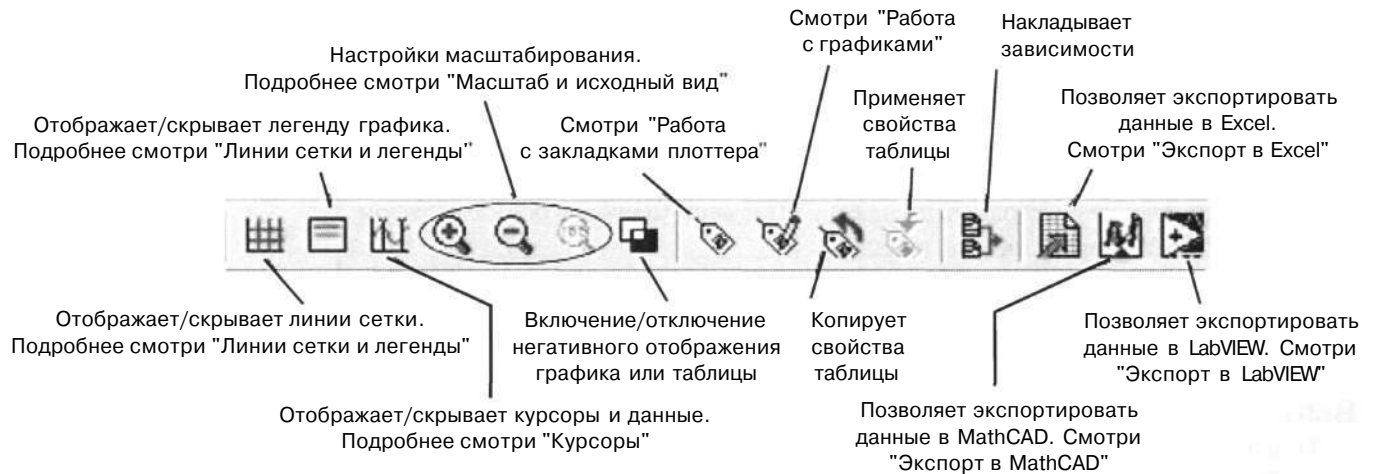 Смотри "Работа
с графиками"
Накладывает
зависимости
Настройки масштабирования.
Подробнее смотри "Масштаб и исходный вид"
Применяет
свойства
таблицы
Позволяет экспортировать
данные в Excel.
Смотри "Экспорт в Excel"
Отображает/скрывает легенду графика.
Подробнее смотри "Линии сетки и легенды"
Смотри "Работа
с закладками плоттера"
Отображает/скрывает линии сетки.
Подробнее смотри "Линии сетки и легенды"
Включение/отключение
негативного отображения
графика или таблицы
Копирует
свойства
таблицы
Позволяет экспортировать
данные в LabVIEW. Смотри
"Экспорт в LabVIEW"
Отображает/скрывает курсоры и данные.
Подробнее смотри "Курсоры"
Позволяет экспортировать
данные в MathCAD. Смотри
"Экспорт в MathCAD"